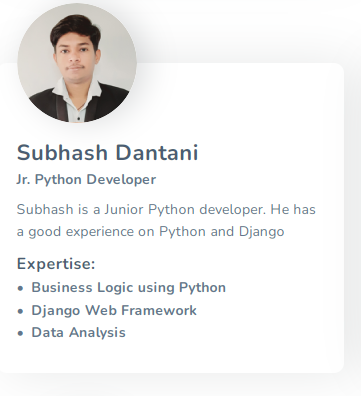 Subhash Dantani
Jr. Python Developer
Subhash is a Junior Python developer. He has
a good experience on Python and Django
Expertise:
• Business Logic using Python
• Django Web Framework
• Data Analysis